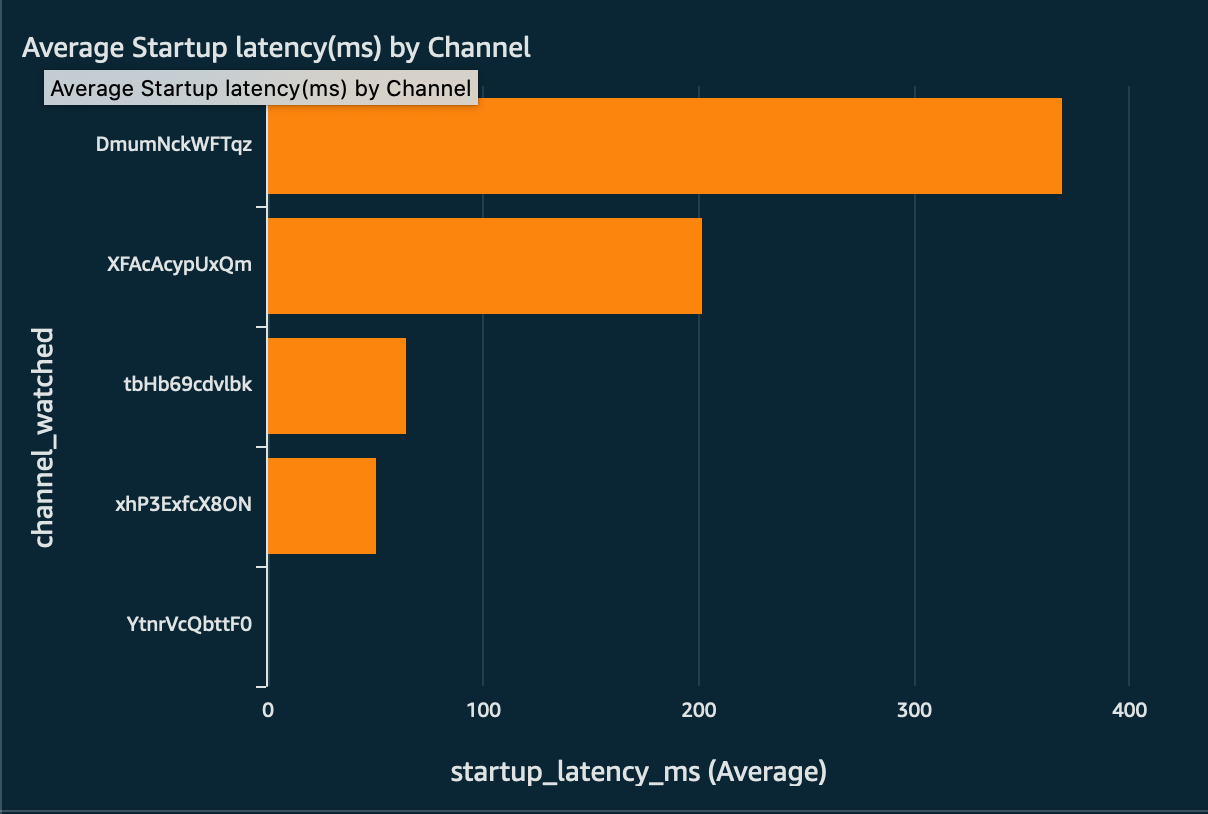 Average Startup latency(ms) by Channel
Average Startup latency(ms) by Channel
DmumNckWFTqz
XFAcAcypUxQm
tbHb69cdvlbk
xhP3ExfcX8ON
YtnrVcQbttF0
channel_watched
0 100 200 300 400
startup_latency_ms (Average)